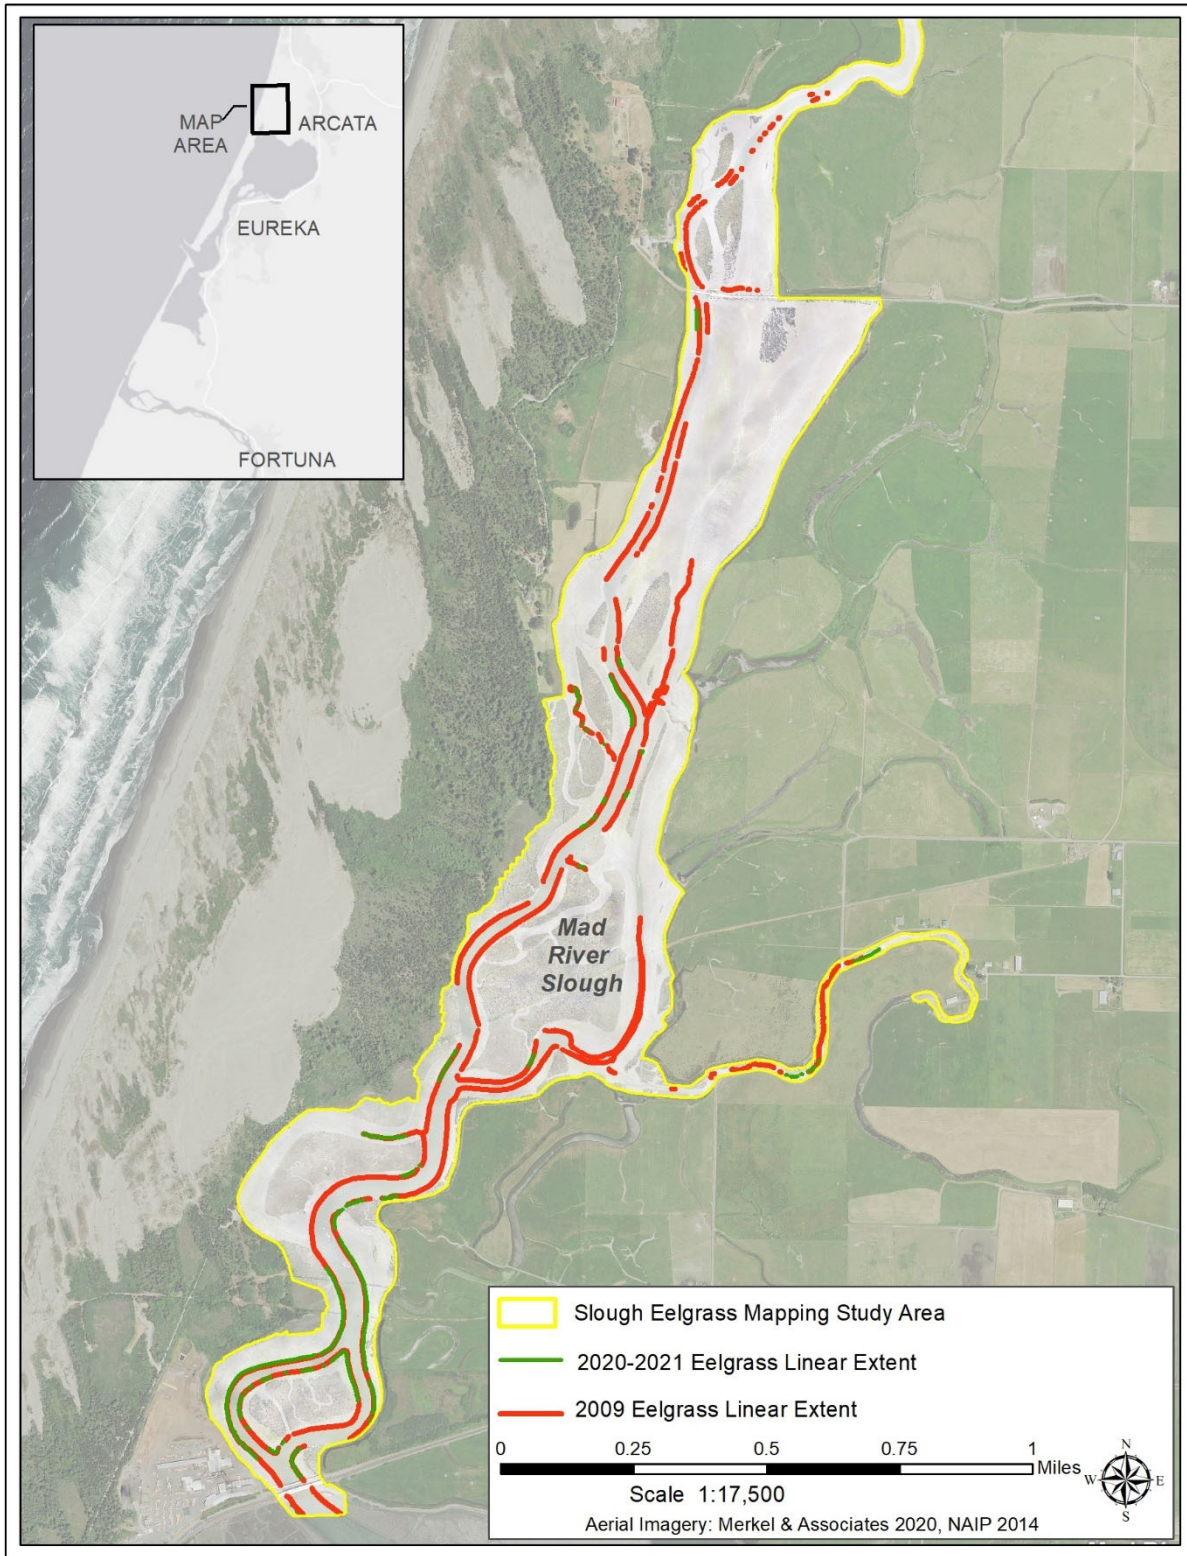 MAP
AREA
ARCATA
EUREKA
FORTUNA
Mad
River
Slough
Slough Eelgrass Mapping Study Area
2020-2021 Eelgrass Linear Extent
2009 Eelgrass Linear Extent
0 0.25 0.5 0.75 1
Miles
Scale 1:17,500
Aerial Imagery: Merkel & Associates 2020, NAIP 2014
N
W E
S